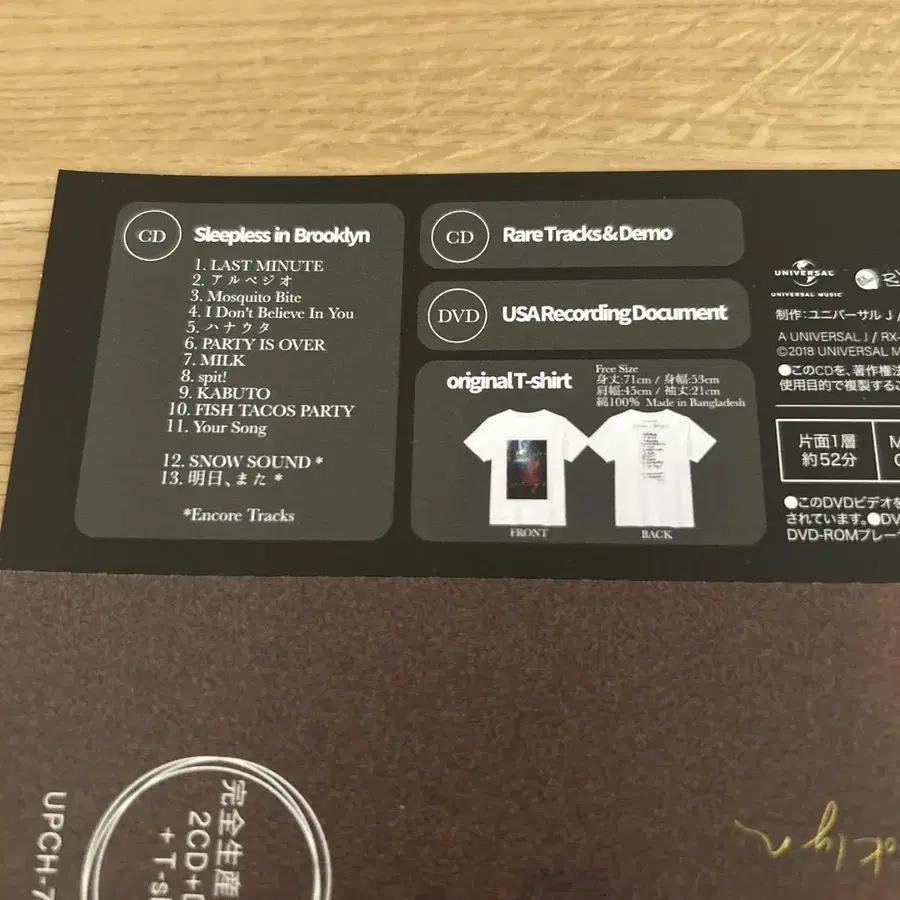 CD
Sleepless in Brooklyn
1. LAST MINUTE
2. アルペジオ
3. Mosquito Bite
4. I Don't Believe In You
5. ハナウタ
6. PARTY IS OVER
7. MILK
8. spit!
9. KABUTO
10. FISH TACOS PARTY
11. Your Song
12. SNOW SOUND *
13. 明日、また *
*Encore Tracks
CD
Rare Tracks & Demo
DVD
USA Recording Document
original T-shirt
Free Size
身丈:71cm / 身幅:53cm
肩幅:45cm / 袖丈:21cm
綿100% Made in Bangladesh
FRONT
BACK
UNIVERSAL
UNIVERSAL MUSIC
制作:ユニバーサル J /
A UNIVERSAL J / RX-
©2018 UNIVERSAL M
●このCDを、著作権法
使用目的で複製するこ
片面1層
約52分
●このDVDビデオを
されています。●DV
DVD-ROMプレー
完全生産
2CD+
+ T-s
UPCH-7
oklyn